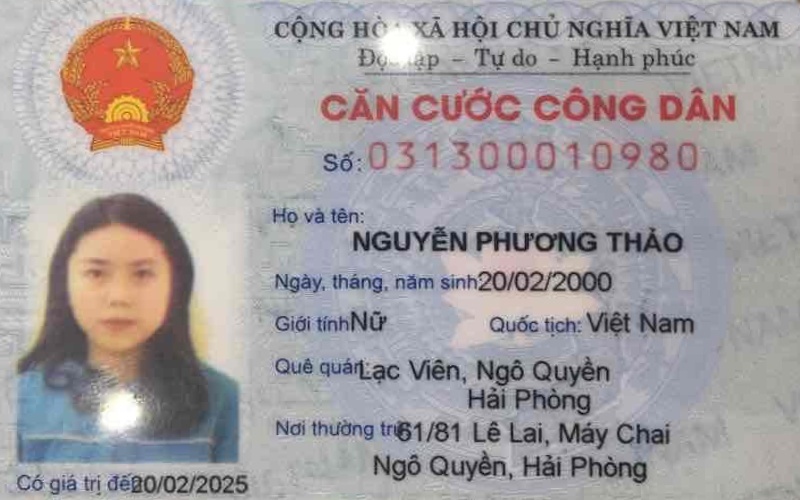 CỘNG HÒA XÃ HỘI CHỦ NGHĨA VIỆT NAM
Độc lập – Tự do – Hạnh phúc
CĂN CƯỚC CÔNG DÂN
Số: 031300010980
Họ và tên:
NGUYỄN PHƯƠNG THẢO
Ngày, tháng, năm sinh 20/02/2000
Giới tính Nữ Quốc tịch: Việt Nam
Quê quán Lạc Viên, Ngô Quyền
Hải Phòng
Nơi thường trú 61/81 Lê Lai, Máy Chai
Ngô Quyền, Hải Phòng
Có giá trị đến 20/02/2025
VIỆT NAM